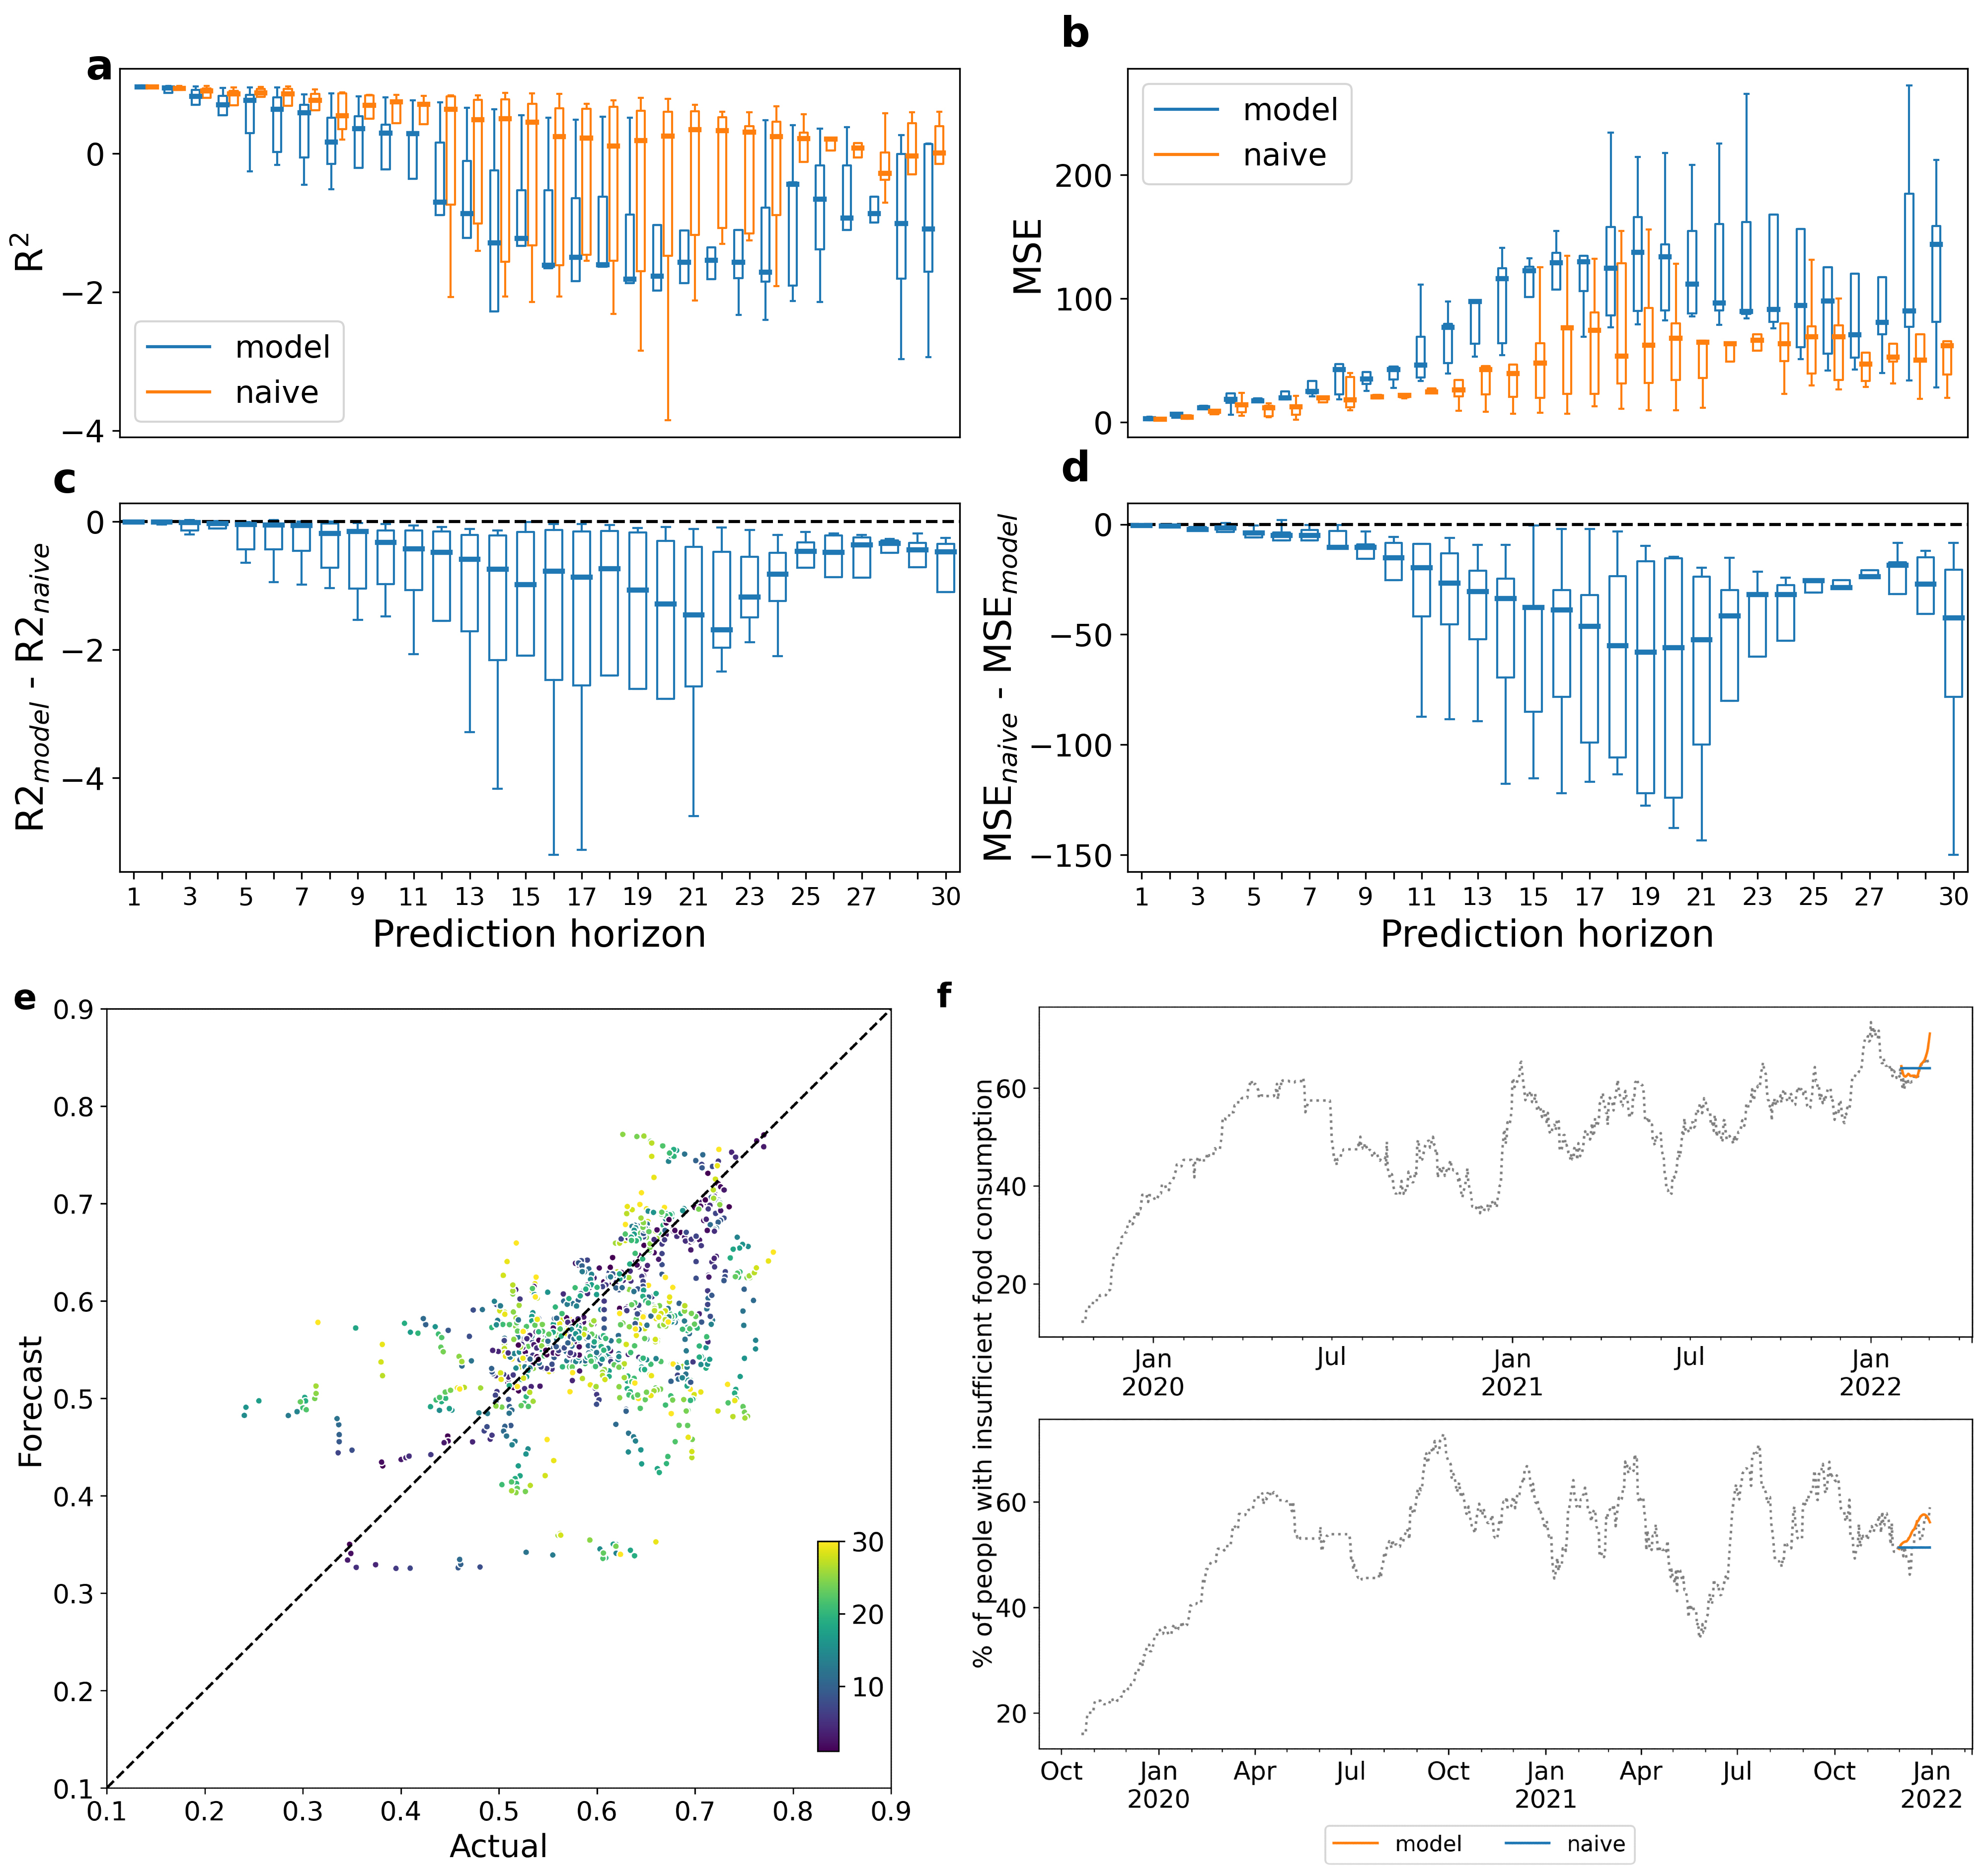 a
b
R²
0
−2
−4
model
naive
MSE
200
100
0
model
naive
c
d
R2model - R2naive
0
−2
−4
1 3 5 7 9 11 13 15 17 19 21 23 25 27 30
Prediction horizon
MSEnaive - MSEmodel
0
−50
−100
−150
1 3 5 7 9 11 13 15 17 19 21 23 25 27 30
Prediction horizon
e
Forecast
0.9
0.8
0.7
0.6
0.5
0.4
0.3
0.2
0.1
0.1 0.2 0.3 0.4 0.5 0.6 0.7 0.8 0.9
Actual
30
20
10
f
% of people with insufficient food consumption
60
40
20
Jan Jul Jan Jul Jan
2020 2021 2022
60
40
20
Oct Jan Apr Jul Oct Jan Apr Jul Oct Jan
2020 2021 2022
model naive